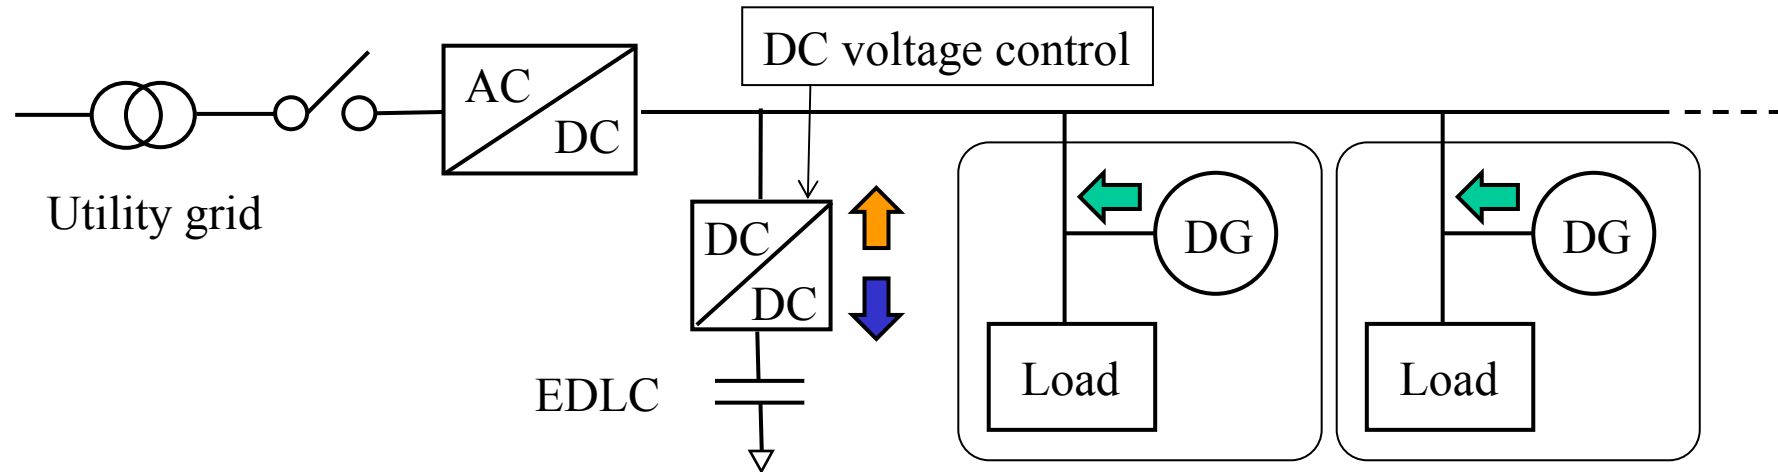 DC voltage control
AC
DC
Utility grid
DC
DC
DG
DG
EDLC
Load
Load